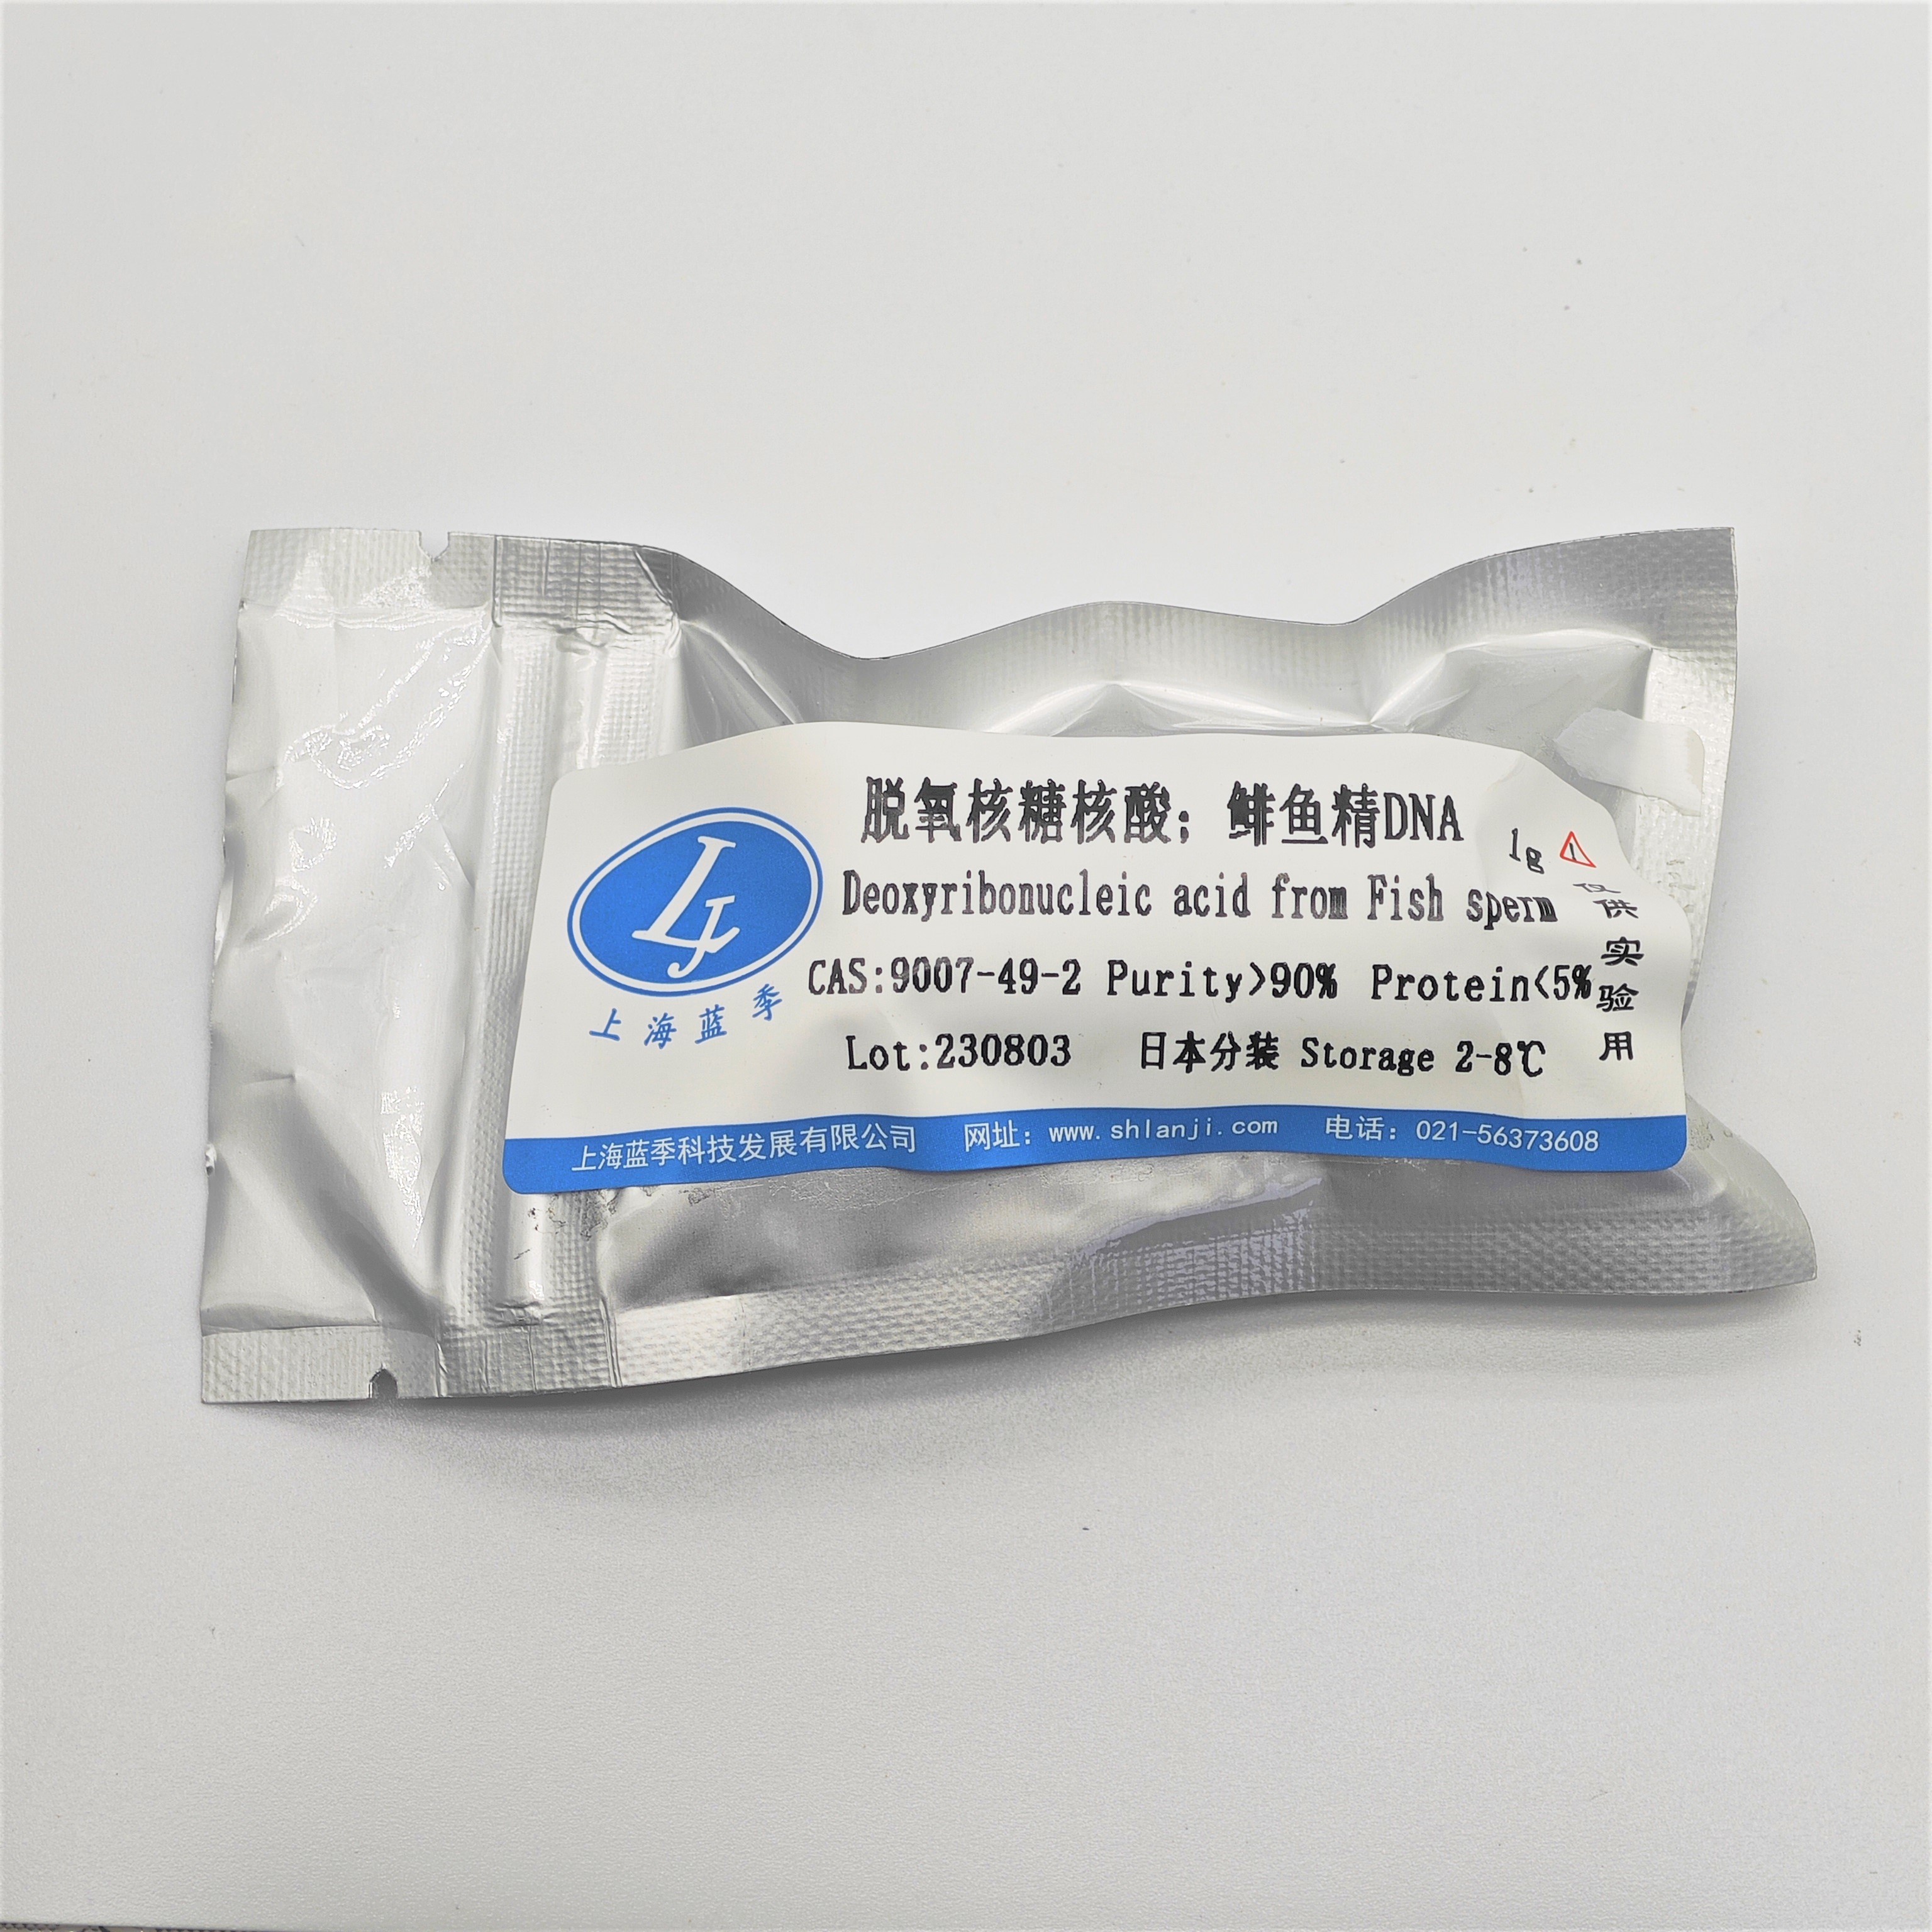 脱氧核糖核酸；鲱鱼精DNA
1g
Deoxyribonucleic acid from Fish sperm
CAS:9007-49-2 Purity>90% Protein<5%
Lot:230803 日本分装 Storage 2-8℃
仅供实验用
LJ
上海蓝季
上海蓝季科技发展有限公司 网址：www.shlanji.com 电话：021-56373608